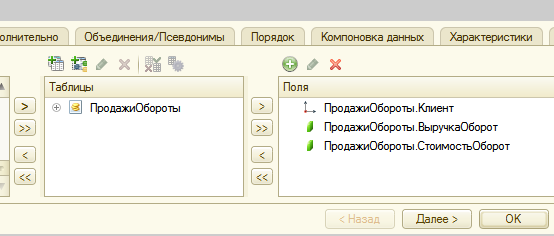 олнительно Объединения/Псевдонимы Порядок Компоновка данных Характеристики
Таблицы Поля
ПродажиОбороты ПродажиОбороты.Клиент
ПродажиОбороты.ВыручкаОборот
ПродажиОбороты.СтоимостьОборот
> >
>> >>
< <
<< <<
< Назад Далее > OK